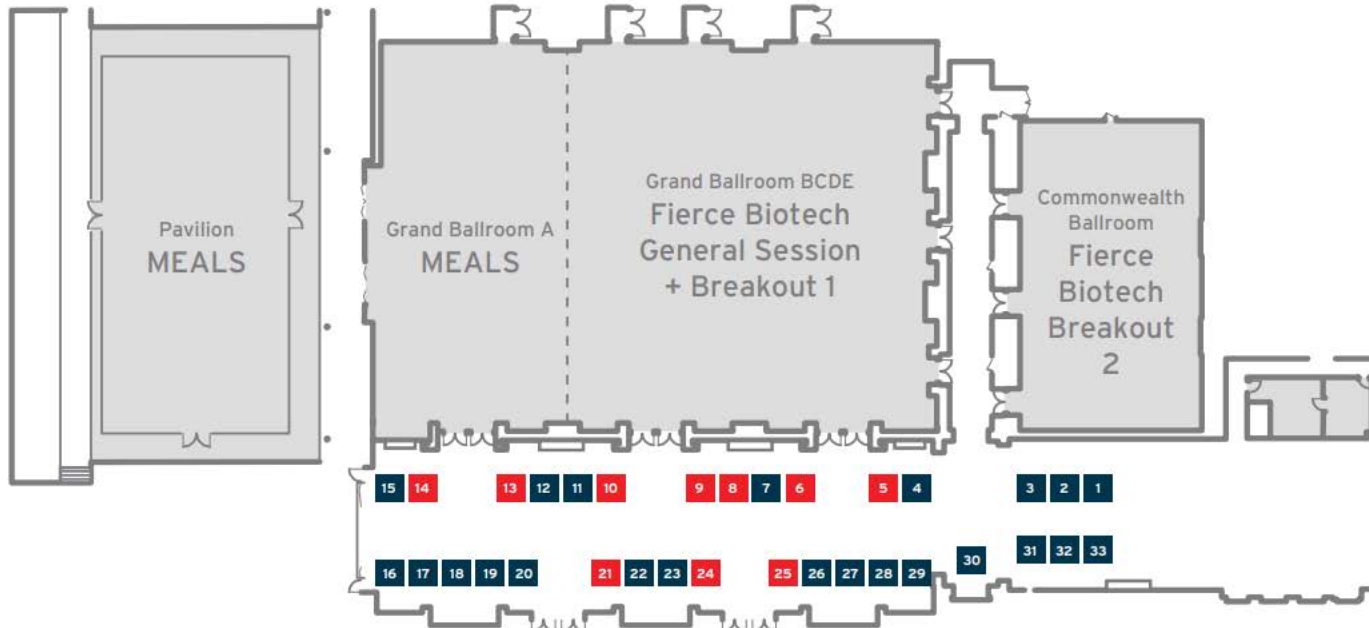 Pavilion
MEALS
Grand Ballroom A
MEALS
Grand Ballroom BCDE
Fierce Biotech
General Session
+ Breakout 1
Commonwealth
Ballroom
Fierce
Biotech
Breakout
2
15 14 13 12 11 10 9 8 7 6 5 4 3 2 1
16 17 18 19 20 21 22 23 24 25 26 27 28 29 30 31 32 33